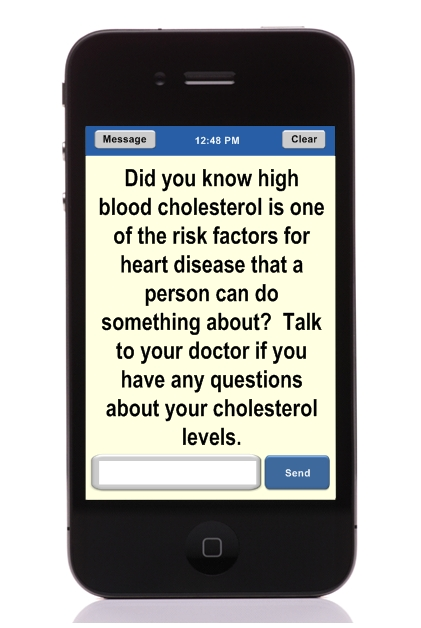 Message 12:48 PM Clear
Did you know high
blood cholesterol is one
of the risk factors for
heart disease that a
person can do
something about?  Talk
to your doctor if you
have any questions
about your cholesterol
levels.
Send